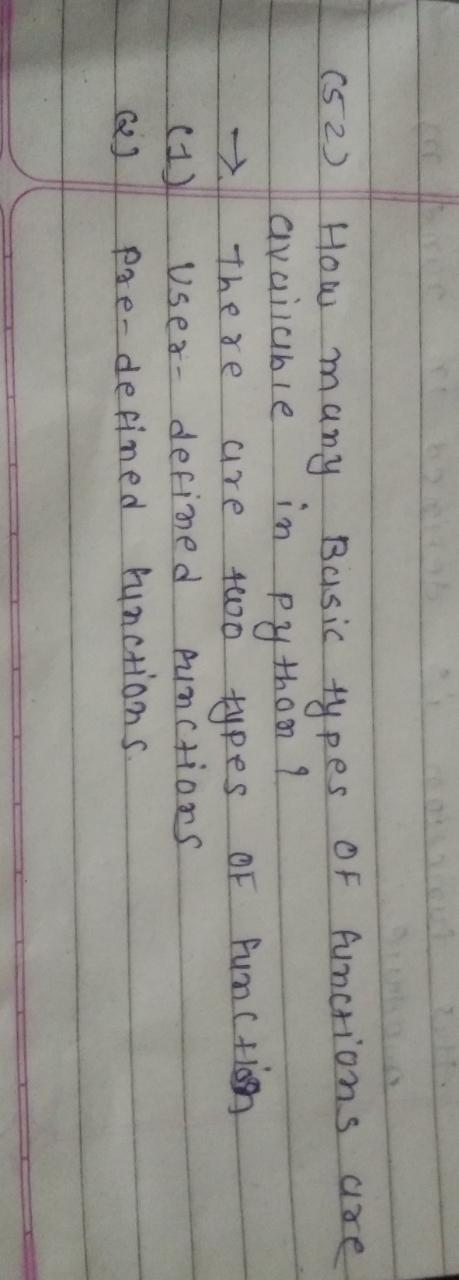 (52) How many Basic types OF functions are
available in python?
→ There are two types OF function
(1) User-defined functions
(2) Pre-defined functions.